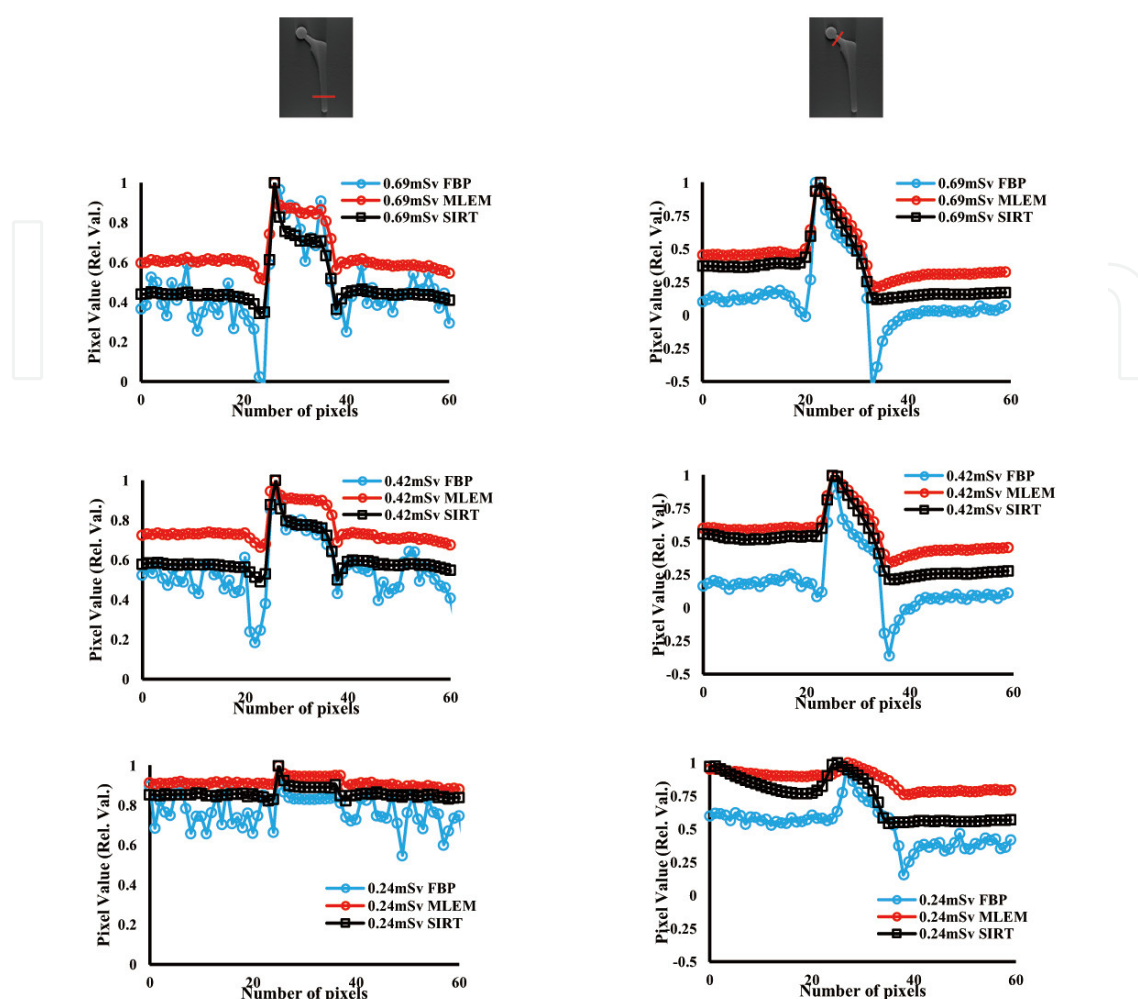 0.69mSv FBP
0.69mSv MLEM
0.69mSv SIRT
Pixel Value (Rel. Val.)
1
0.8
0.6
0.4
0.2
0
0
20
40
60
Number of pixels
0.69mSv FBP
0.69mSv MLEM
0.69mSv SIRT
Pixel Value (Rel. Val.)
1
0.75
0.5
0.25
0
-0.25
-0.5
0
20
40
60
Number of pixels
0.42mSv FBP
0.42mSv MLEM
0.42mSv SIRT
Pixel Value (Rel. Val.)
1
0.8
0.6
0.4
0.2
0
0
20
40
60
Number of pixels
0.42mSv FBP
0.42mSv MLEM
0.42mSv SIRT
Pixel Value (Rel. Val.)
1
0.75
0.5
0.25
0
-0.25
-0.5
0
20
40
60
Number of pixels
Pixel Value (Rel. Val.)
1
0.8
0.6
0.4
0.2
0
0.24mSv FBP
0.24mSv MLEM
0.24mSv SIRT
0
20
40
60
Number of pixels
Pixel Value (Rel. Val.)
1
0.75
0.5
0.25
0
-0.25
-0.5
0.24mSv FBP
0.24mSv MLEM
0.24mSv SIRT
0
20
40
60
Number of pixels